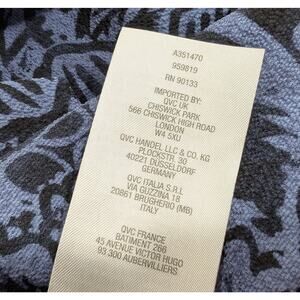 A351470
959819
RN 90133
IMPORTED BY:
QVC UK
CHISWICK PARK
566 CHISWICK HIGH ROAD
LONDON
W4 5XU
QVC HANDEL LLC & CO. KG
PLOCKSTR. 30
40221 DUSSELDORF
GERMANY
QVC ITALIA S.R.L
VIA GUZZINA 18
20861 BRUGHERIO (MB)
ITALY
QVC FRANCE
BATIMENT 266
45 AVENUE VICTOR HUGO
93 300 AUBERVILLIERS